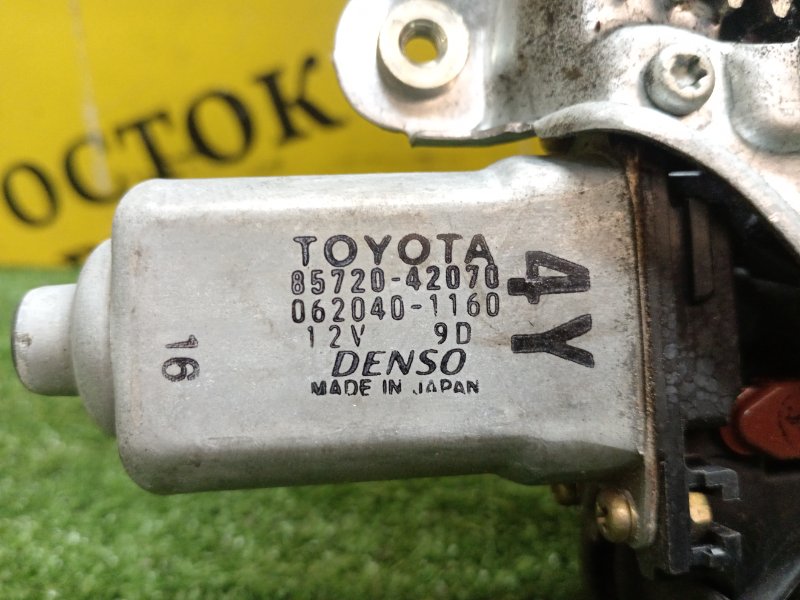 ОСТОК
TOYOTA
85720-42070
062040-1160
12V 9D
DENSO
MADE IN JAPAN
4Y
16